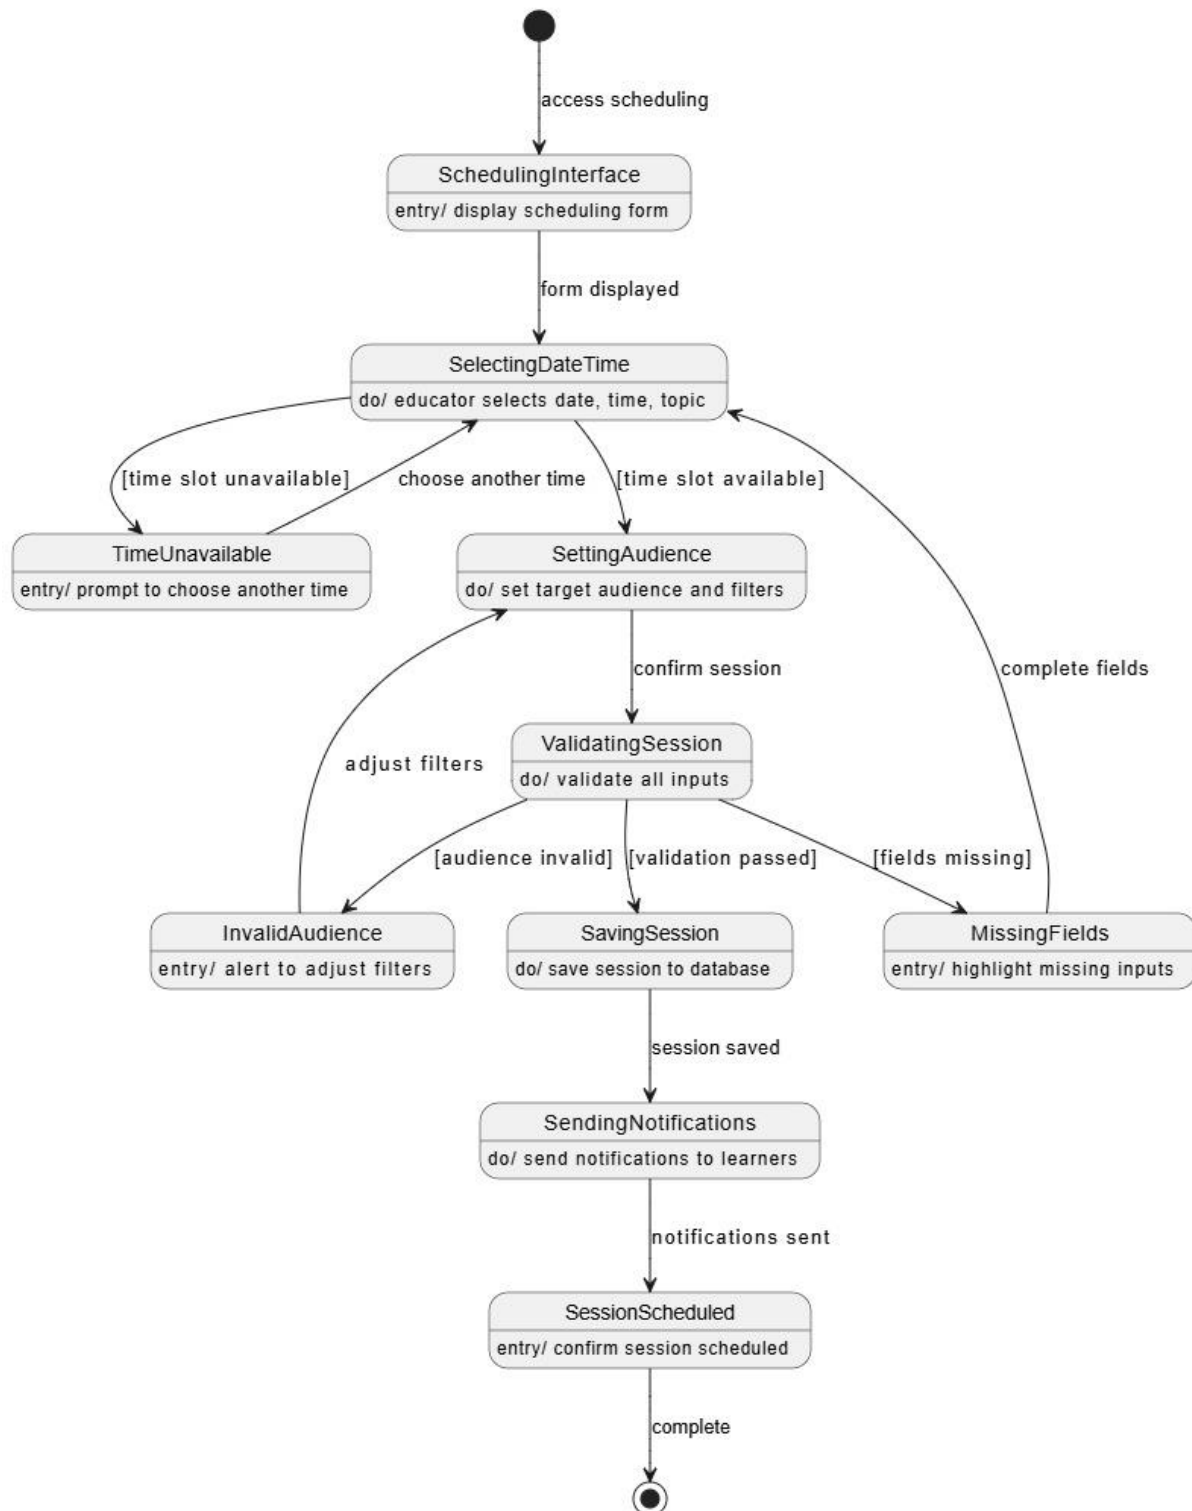 access scheduling
SchedulingInterface
entry/ display scheduling form
form displayed
SelectingDateTime
do/ educator selects date, time, topic
[time slot unavailable]
choose another time
[time slot available]
TimeUnavailable
entry/ prompt to choose another time
SettingAudience
do/ set target audience and filters
confirm session
complete fields
ValidatingSession
do/ validate all inputs
adjust filters
[audience invalid]
[validation passed]
[fields missing]
InvalidAudience
entry/ alert to adjust filters
SavingSession
do/ save session to database
MissingFields
entry/ highlight missing inputs
session saved
SendingNotifications
do/ send notifications to learners
notifications sent
SessionScheduled
entry/ confirm session scheduled
complete